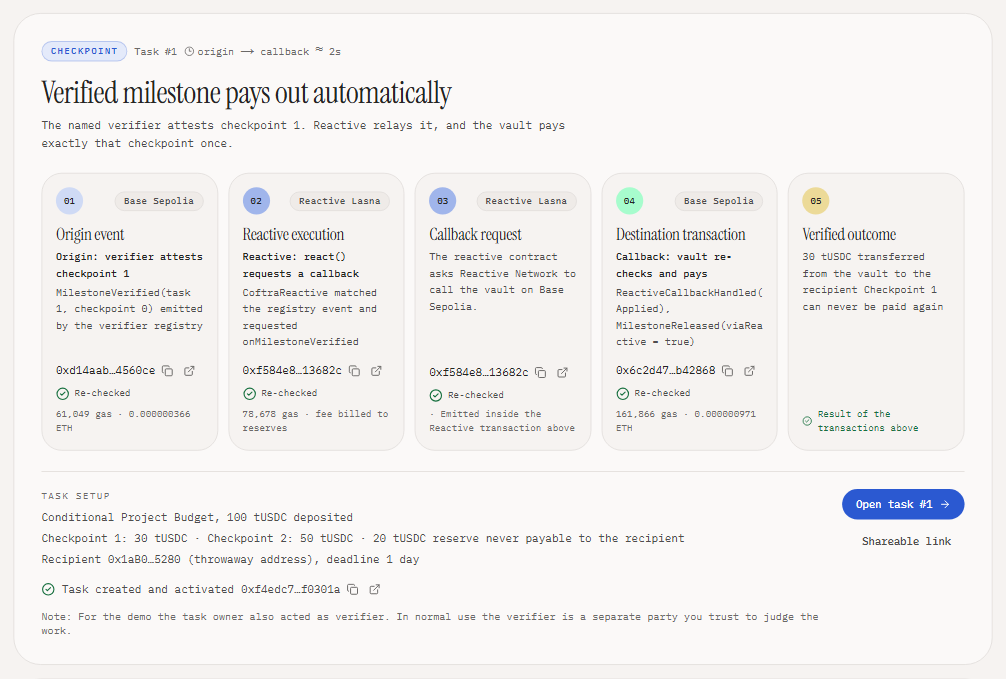 CHECKPOINT Task #1 origin → callback ≈ 2s
Verified milestone pays out automatically
The named verifier attests checkpoint 1. Reactive relays it, and the vault pays
exactly that checkpoint once.
01 Base Sepolia
Origin event
Origin: verifier attests
checkpoint 1
MilestoneVerified(task
1, checkpoint 0) emitted
by the verifier registry
0xd14aab…4560ce
Re-checked
61,049 gas · 0.000000366
ETH
02 Reactive Lasna
Reactive execution
Reactive: react()
requests a callback
CoftraReactive matched
the registry event and
requested
onMilestoneVerified
0xf584e8…13682c
Re-checked
78,678 gas · fee billed to
reserves
03 Reactive Lasna
Callback request
The reactive contract
asks Reactive Network to
call the vault on Base
Sepolia.
0xf584e8…13682c
Re-checked
· Emitted inside the
Reactive transaction above
04 Base Sepolia
Destination transaction
Callback: vault re-
checks and pays
ReactiveCallbackHandled(
Applied),
MilestoneReleased(viaRea
ctive = true)
0x6c2d47…b42868
Re-checked
161,866 gas · 0.000000971
ETH
05
Verified outcome
30 tUSDC transferred
from the vault to the
recipient Checkpoint 1
can never be paid again
Result of the
transactions above
TASK SETUP
Conditional Project Budget, 100 tUSDC deposited
Checkpoint 1: 30 tUSDC · Checkpoint 2: 50 tUSDC · 20 tUSDC reserve never payable to the recipient
Recipient 0x1aB0…5280 (throwaway address), deadline 1 day
Task created and activated 0xf4edc7…f0301a
Note: For the demo the task owner also acted as verifier. In normal use the verifier is a separate party you trust to judge the
work.
Open task #1 →
Shareable link